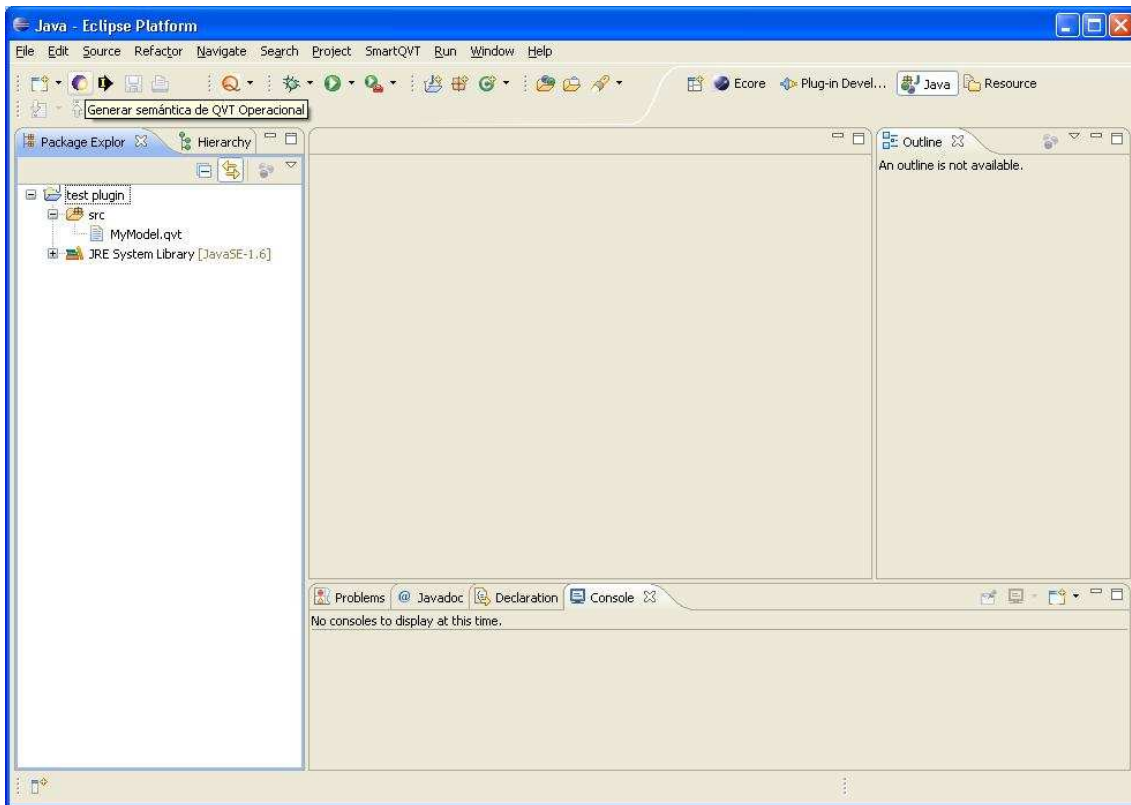 Java - Eclipse Platform
File Edit Source Refactor Navigate Search Project SmartQVT Run Window Help
Ecore Plug-in Devel... Java Resource
Generar semántica de QVT Operacional
Package Explor Hierarchy
Outline
An outline is not available.
test plugin
src
MyModel.qvt
JRE System Library [JavaSE-1.6]
Problems @ Javadoc Declaration Console
No consoles to display at this time.